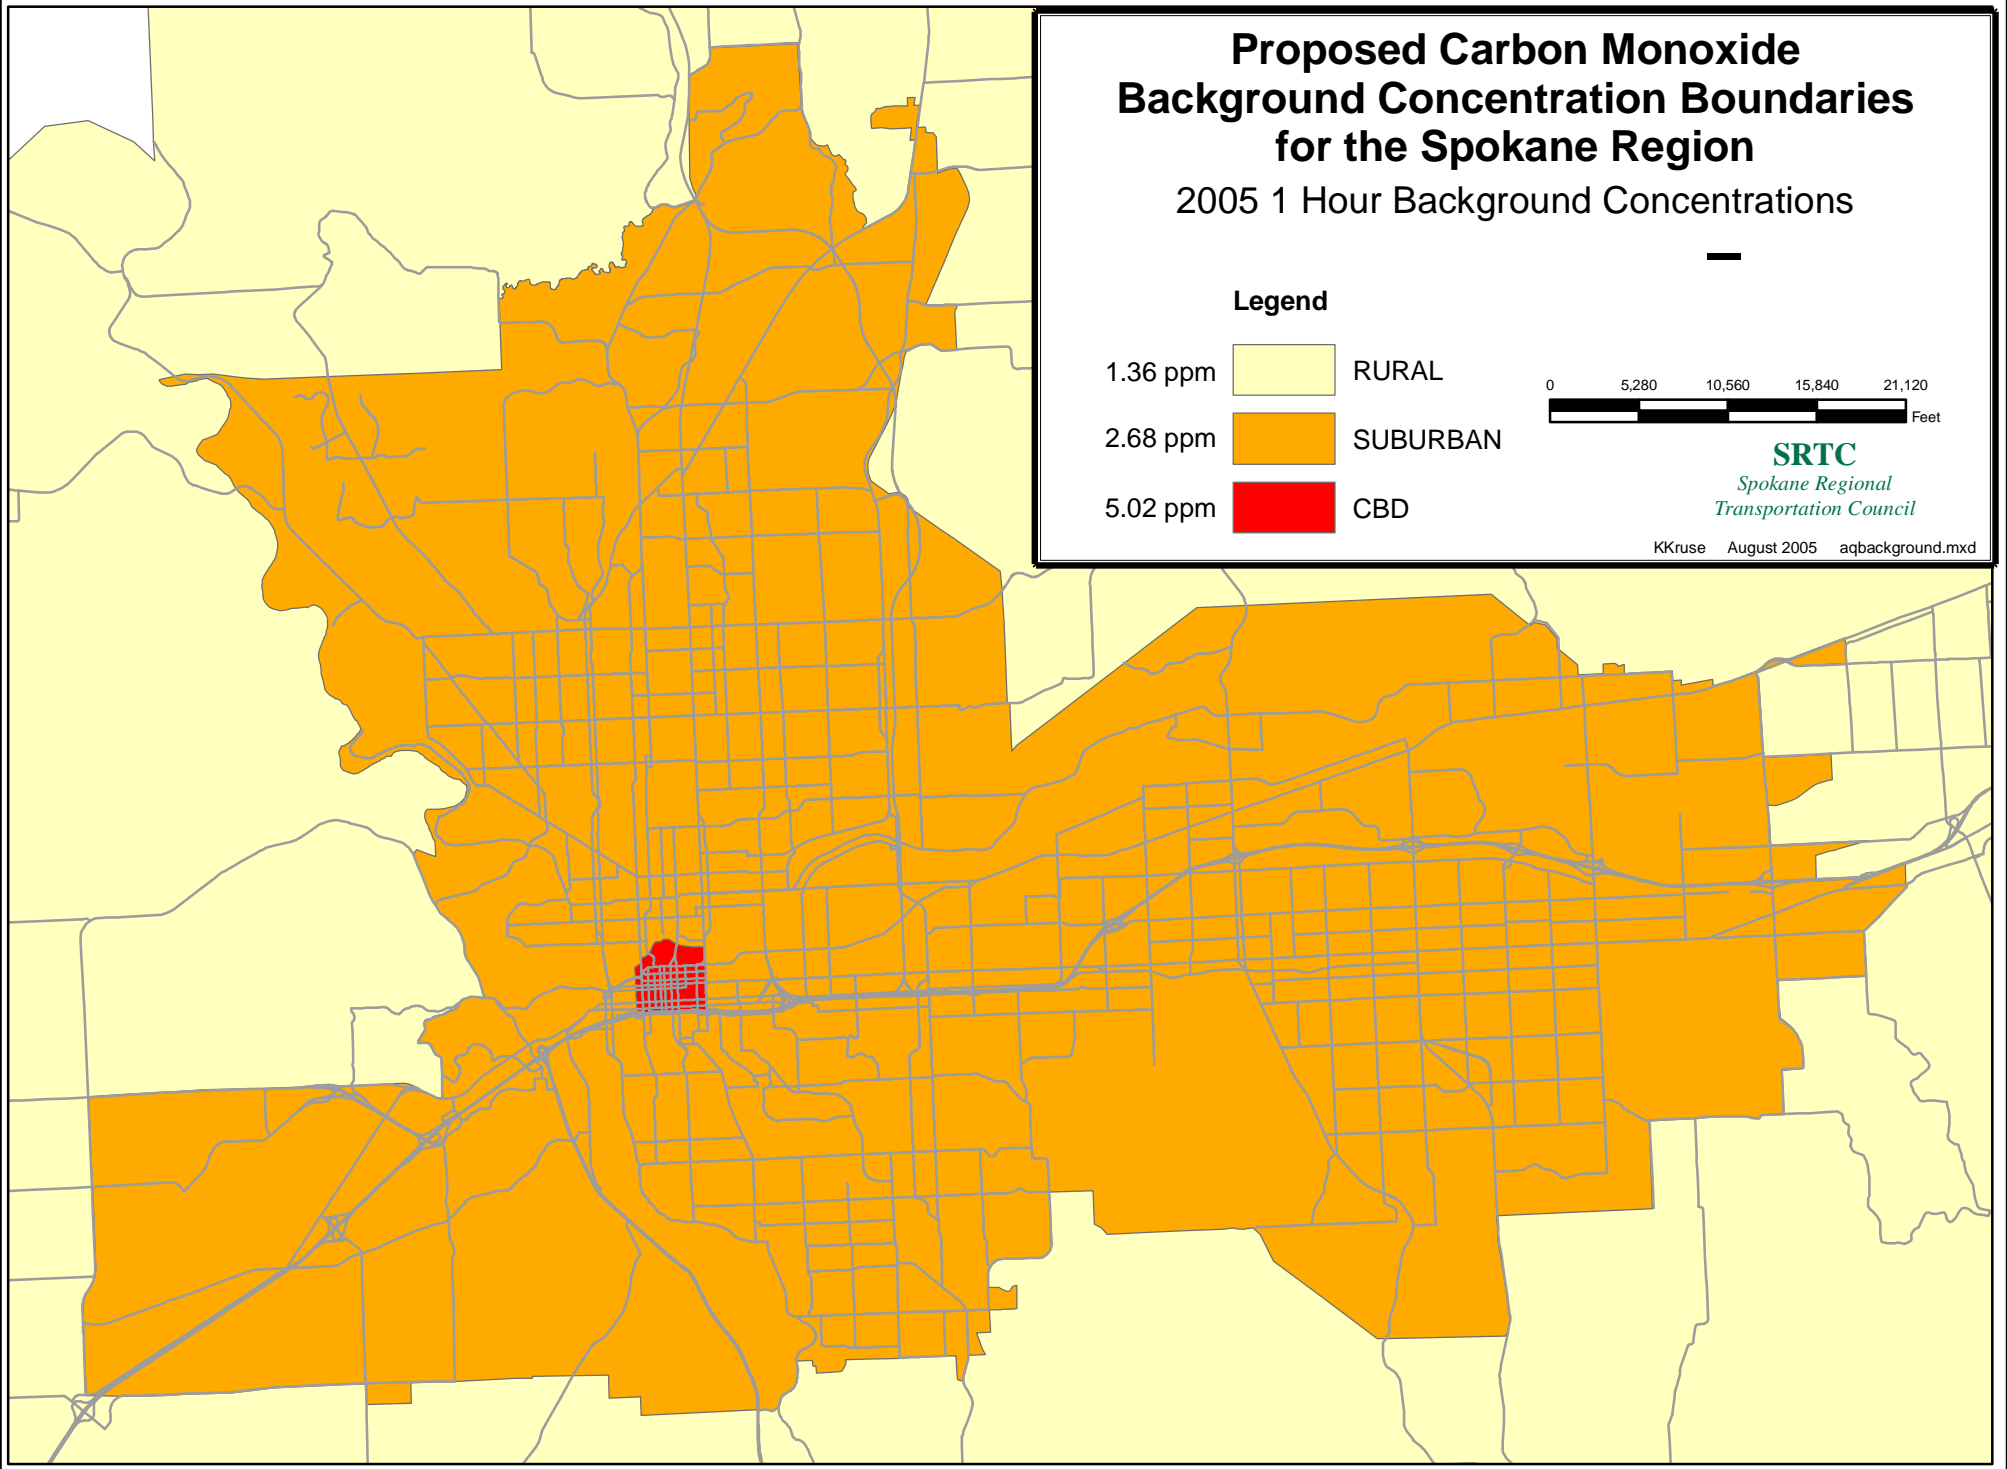 Proposed Carbon Monoxide
Background Concentration Boundaries
for the Spokane Region
2005 1 Hour Background Concentrations
Legend
1.36 ppm RURAL
2.68 ppm SUBURBAN
5.02 ppm CBD
0 5,280 10,560 15,840 21,120
Feet
SRTC
Spokane Regional
Transportation Council
KKruse August 2005 aqbackground.mxd